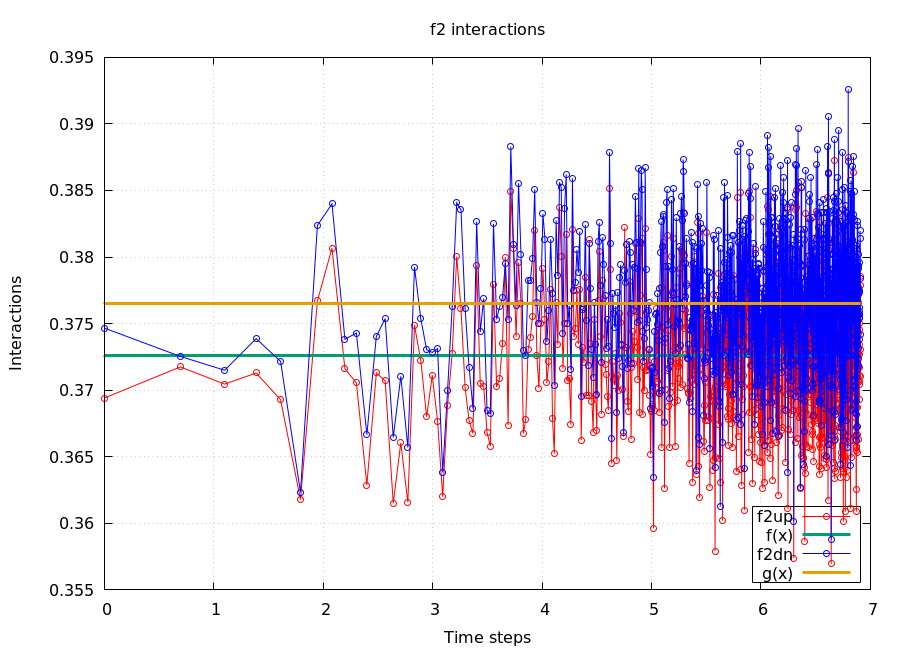 f2 interactions
0.395
0.39
0.385
0.38
0.375
0.37
0.365
0.36
0.355
Interactions
f2up
f(x)
f2dn
g(x)
0 1 2 3 4 5 6 7
Time steps